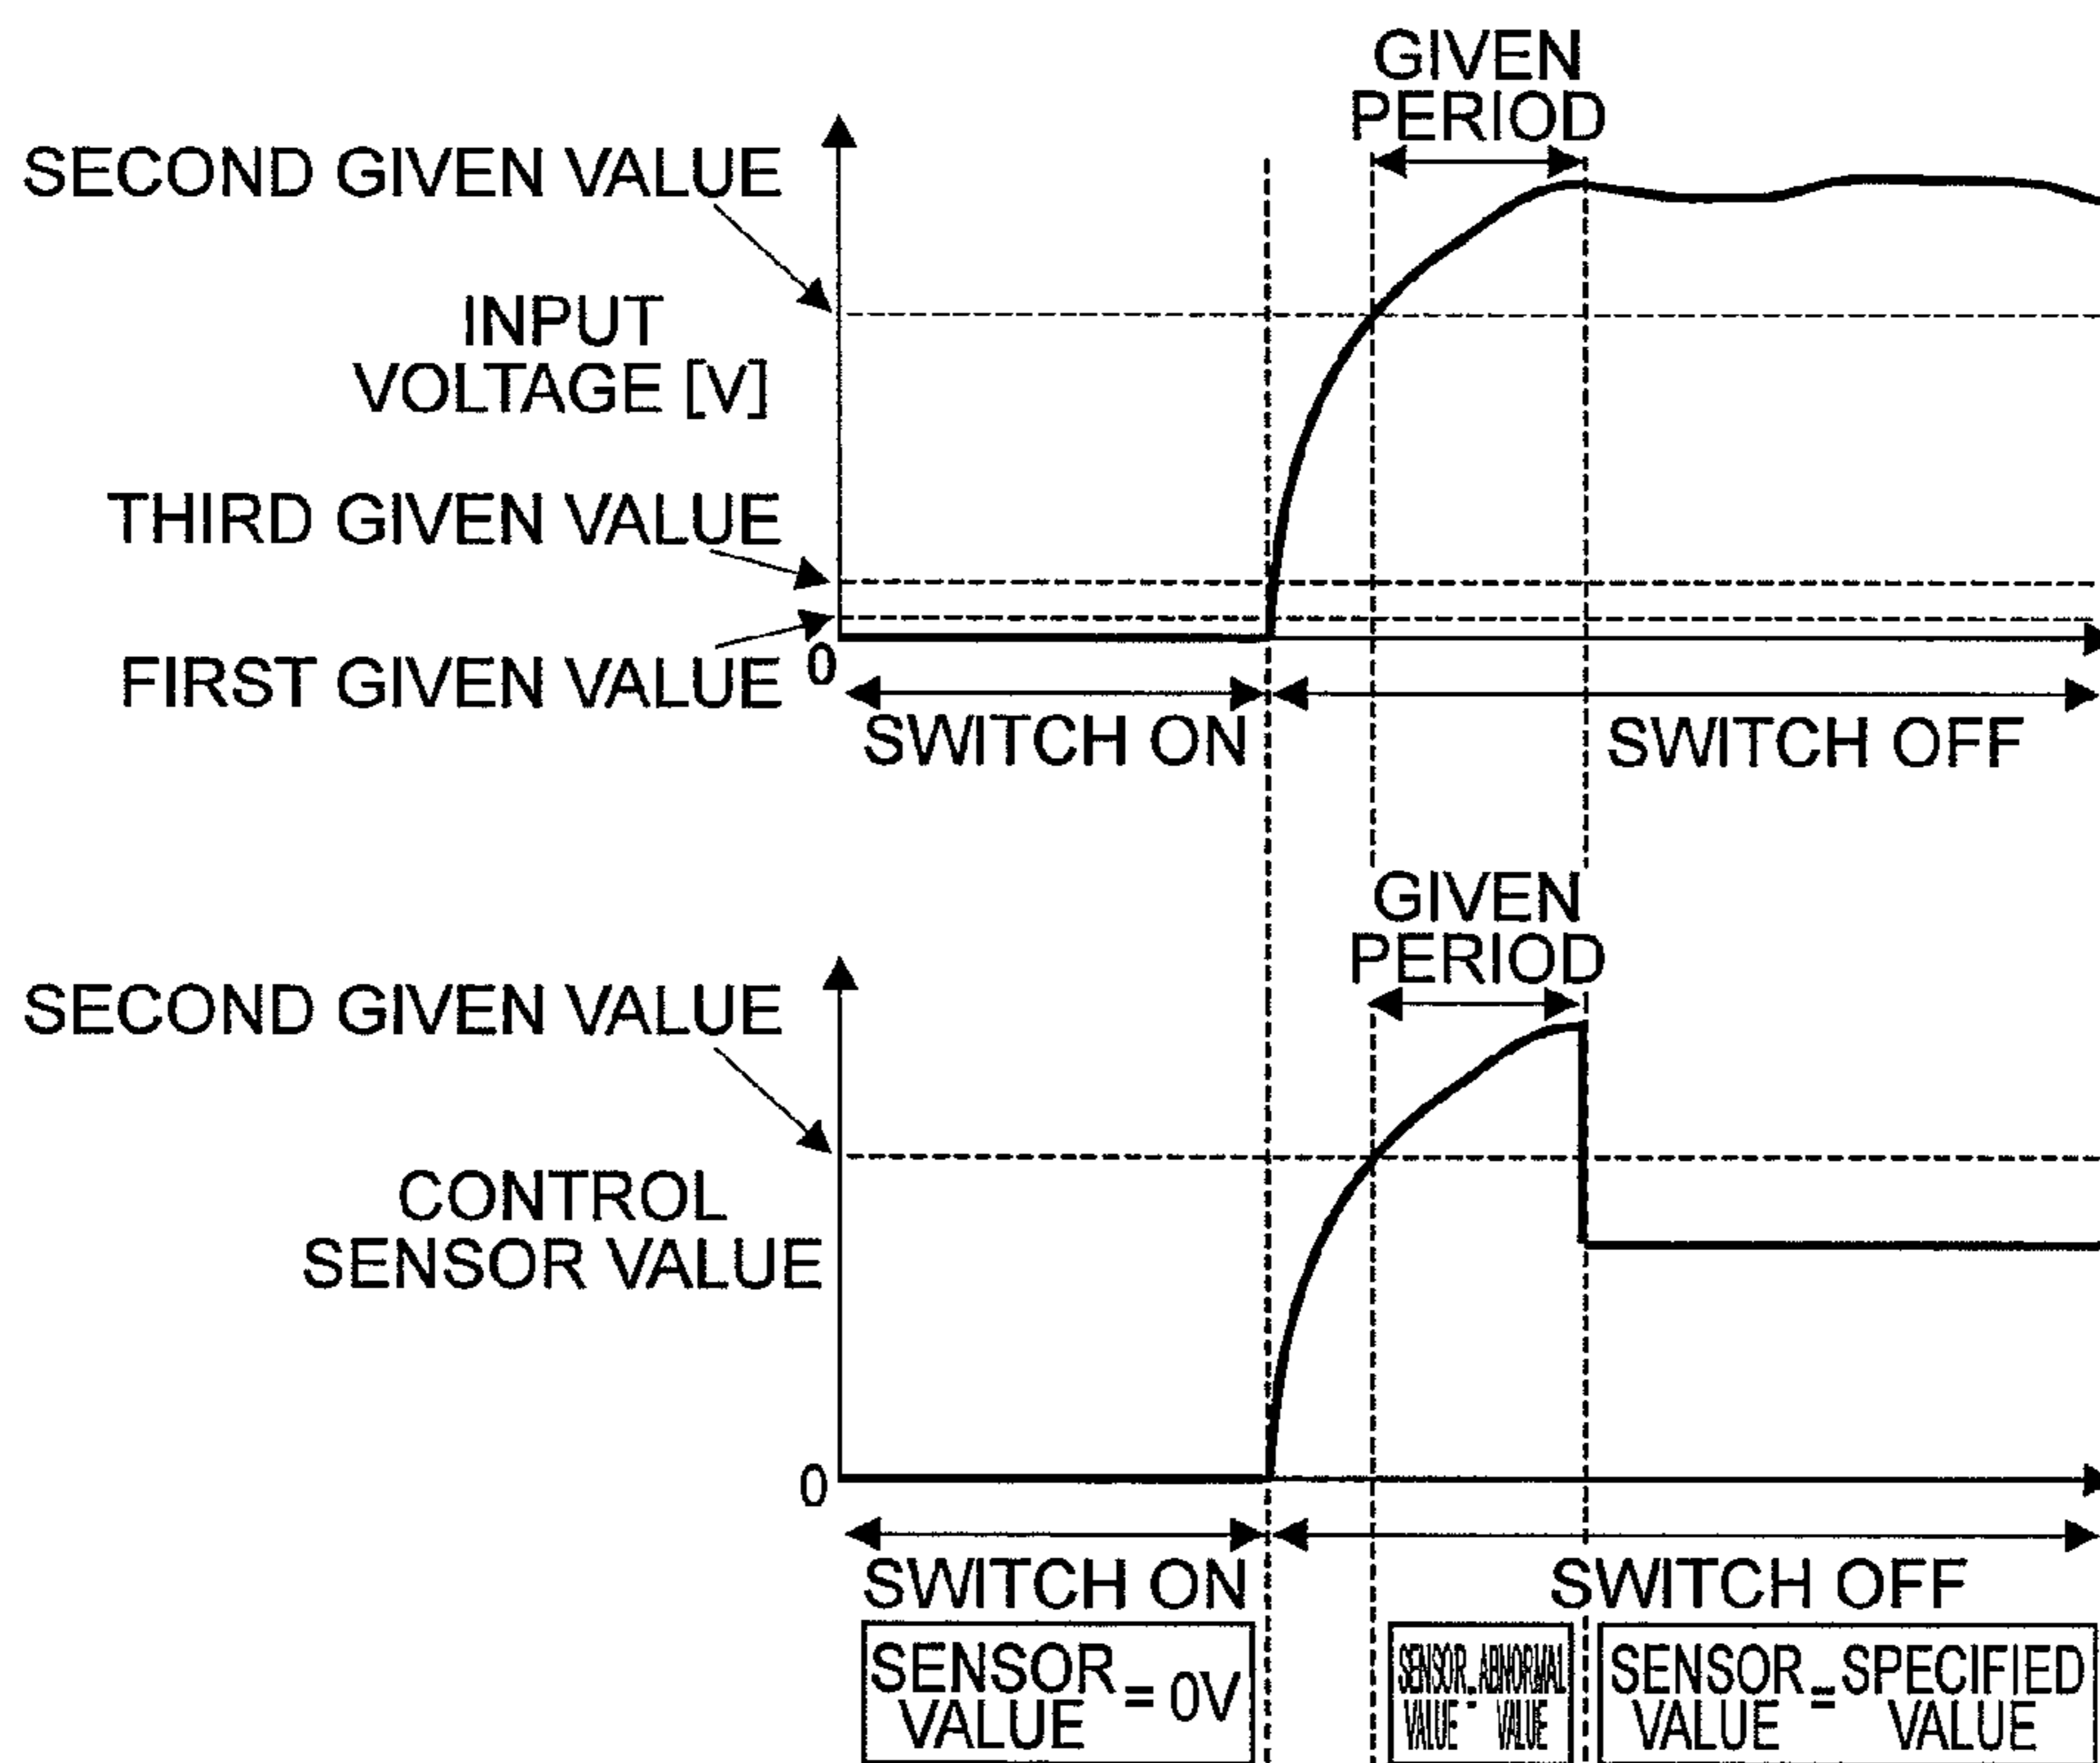 GIVEN
PERIOD
SECOND GIVEN VALUE
INPUT
VOLTAGE [V]
THIRD GIVEN VALUE
FIRST GIVEN VALUE
0
SWITCH ON
SWITCH OFF
GIVEN
PERIOD
SECOND GIVEN VALUE
CONTROL
SENSOR VALUE
0
SWITCH ON
SWITCH OFF
SENSOR VALUE = 0V
SENSOR VALUE = ABNORMAL VALUE
SENSOR VALUE = SPECIFIED VALUE